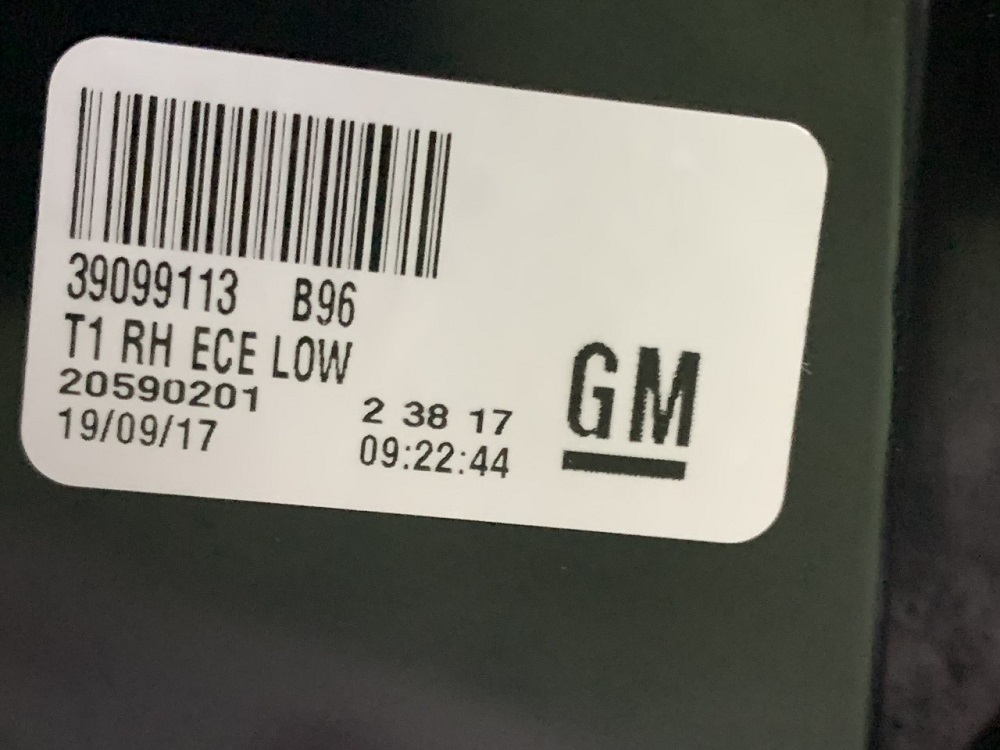 39099113 B96
T1 RH ECE LOW
20590201 2 38 17
19/09/17 09:22:44
GM